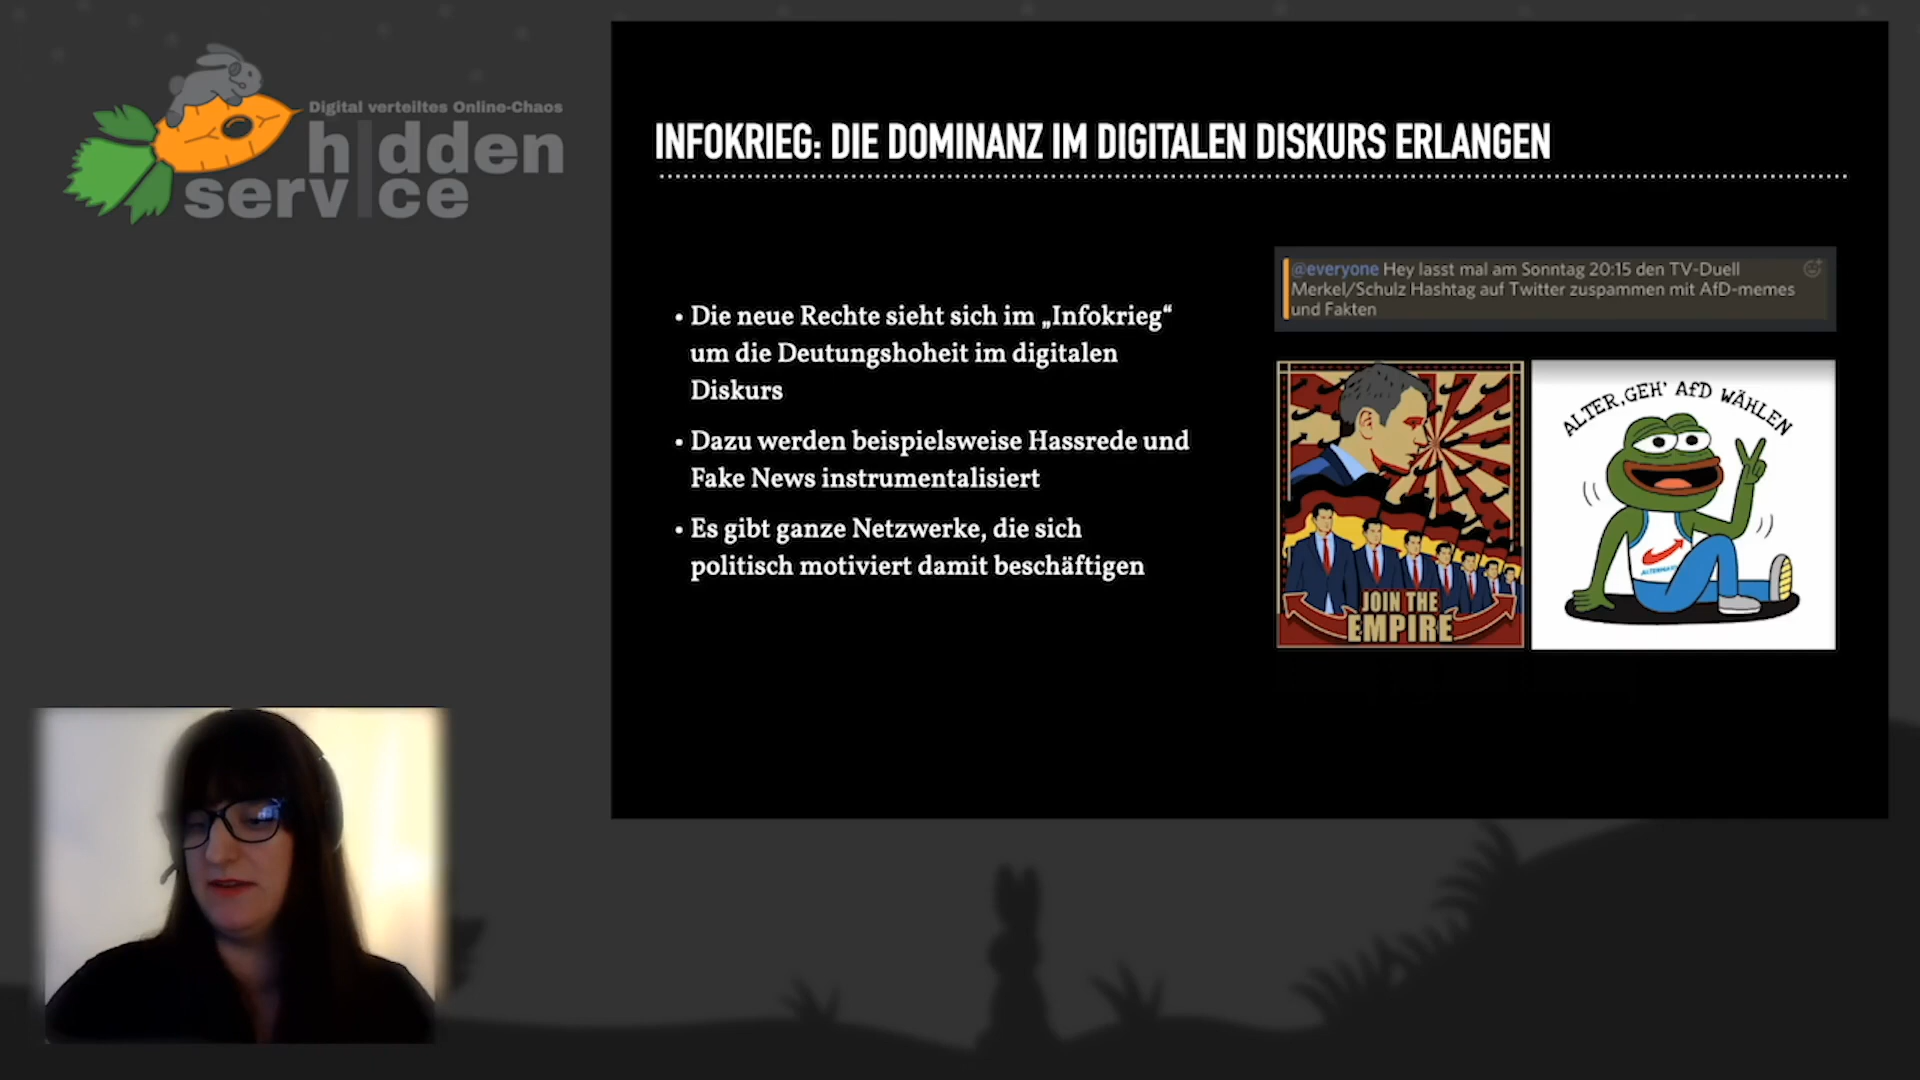 Digital verteiltes Online-Chaos
hidden
service
INFOKRIEG: DIE DOMINANZ IM DIGITALEN DISKURS ERLANGEN
• Die neue Rechte sieht sich im „Infokrieg“
um die Deutungshoheit im digitalen
Diskurs
• Dazu werden beispielsweise Hassrede und
Fake News instrumentalisiert
• Es gibt ganze Netzwerke, die sich
politisch motiviert damit beschäftigen
@everyone Hey lasst mal am Sonntag 20:15 den TV-Duell
Merkel/Schulz Hashtag auf Twitter zuspammen mit AfD-memes
und Fakten
JOIN THE
EMPIRE
ALTER, GEH' AfD WÄHLEN